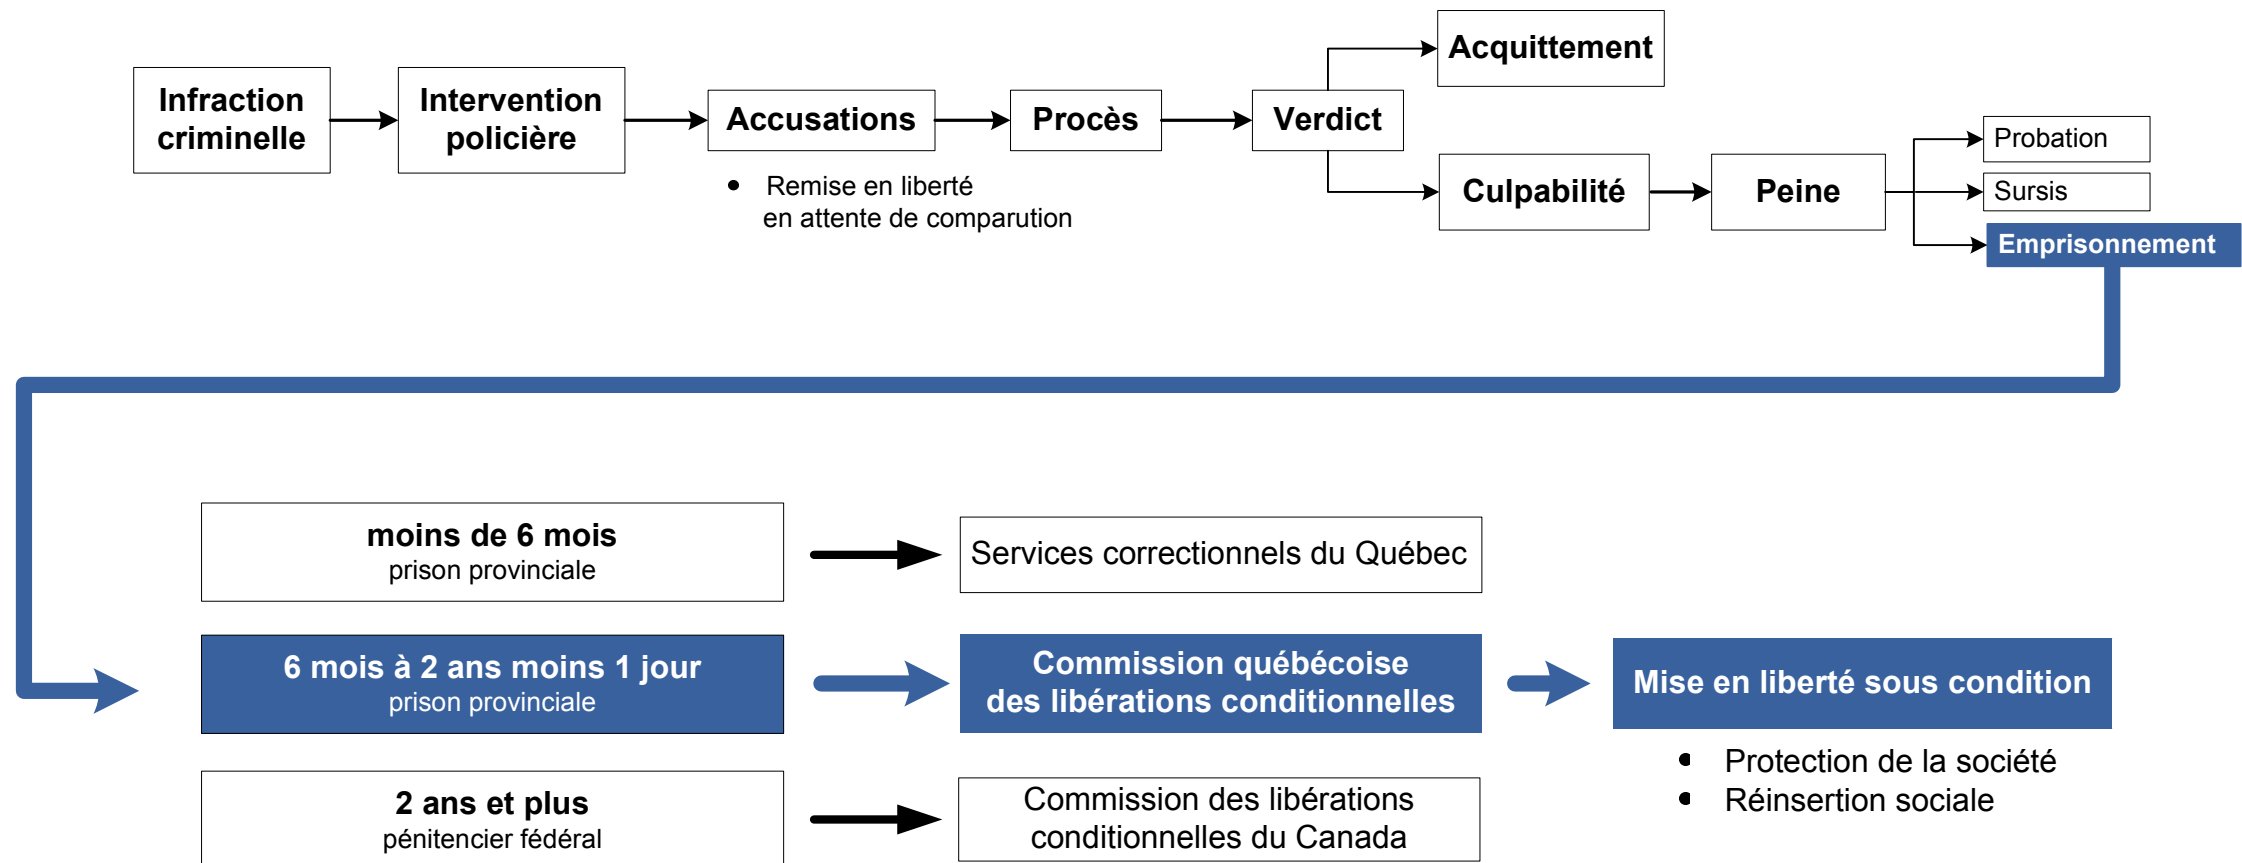 Infraction
criminelle
Intervention
policière
Accusations
• Remise en liberté
en attente de comparution
Procès
Verdict
Acquittement
Culpabilité
Peine
Probation
Sursis
Emprisonnement
moins de 6 mois
prison provinciale
Services correctionnels du Québec
6 mois à 2 ans moins 1 jour
prison provinciale
Commission québécoise
des libérations conditionnelles
Mise en liberté sous condition
• Protection de la société
• Réinsertion sociale
2 ans et plus
pénitencier fédéral
Commission des libérations
conditionnelles du Canada